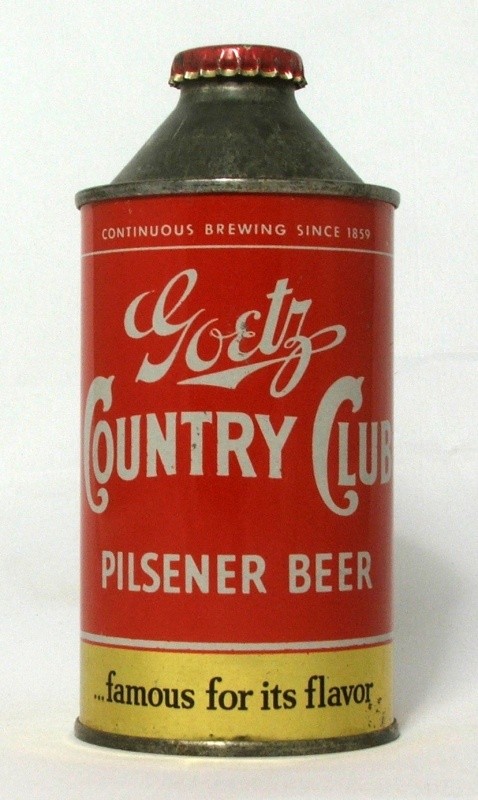 CONTINUOUS BREWING SINCE 1859
Goetz
COUNTRY CLUB
PILSENER BEER
...famous for its flavor